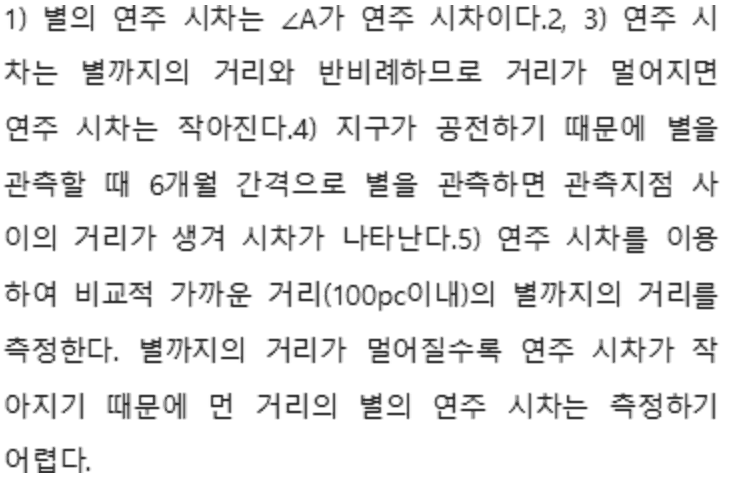 1) 별의 연주 시차는 ∠A가 연주 시차이다.2, 3) 연주 시
차는 별까지의 거리와 반비례하므로 거리가 멀어지면
연주 시차는 작아진다.4) 지구가 공전하기 때문에 별을
관측할 때 6개월 간격으로 별을 관측하면 관측지점 사
이의 거리가 생겨 시차가 나타난다.5) 연주 시차를 이용
하여 비교적 가까운 거리(100pc이내)의 별까지의 거리를
측정한다. 별까지의 거리가 멀어질수록 연주 시차가 작
아지기 때문에 먼 거리의 별의 연주 시차는 측정하기
어렵다.